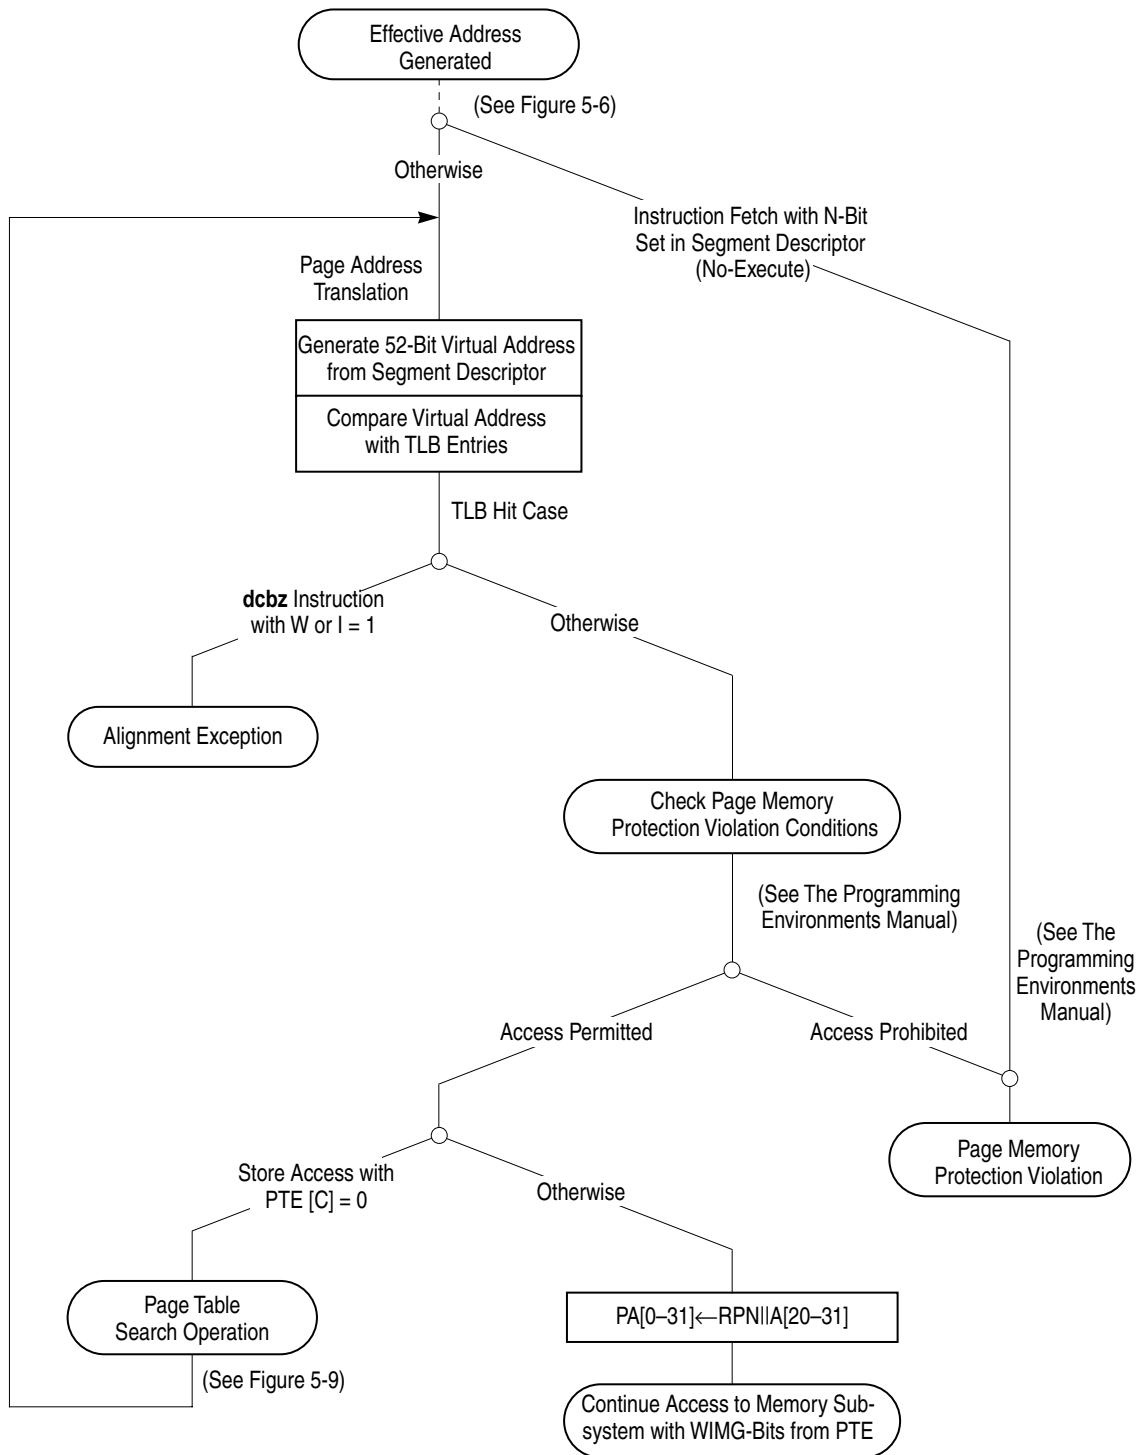 Effective Address
Generated
(See Figure 5-6)
Otherwise
Instruction Fetch with N-Bit
Set in Segment Descriptor
(No-Execute)
Page Address
Translation
Generate 52-Bit Virtual Address
from Segment Descriptor
Compare Virtual Address
with TLB Entries
TLB Hit Case
dcbz Instruction
with W or I = 1
Otherwise
Alignment Exception
Check Page Memory
Protection Violation Conditions
(See The Programming
Environments Manual)
(See The
Programming
Environments
Manual)
Access Permitted
Access Prohibited
Page Memory
Protection Violation
Store Access with
PTE [C] = 0
Otherwise
Page Table
Search Operation
(See Figure 5-9)
PA[0–31]←RPN||A[20–31]
Continue Access to Memory Sub-
system with WIMG-Bits from PTE